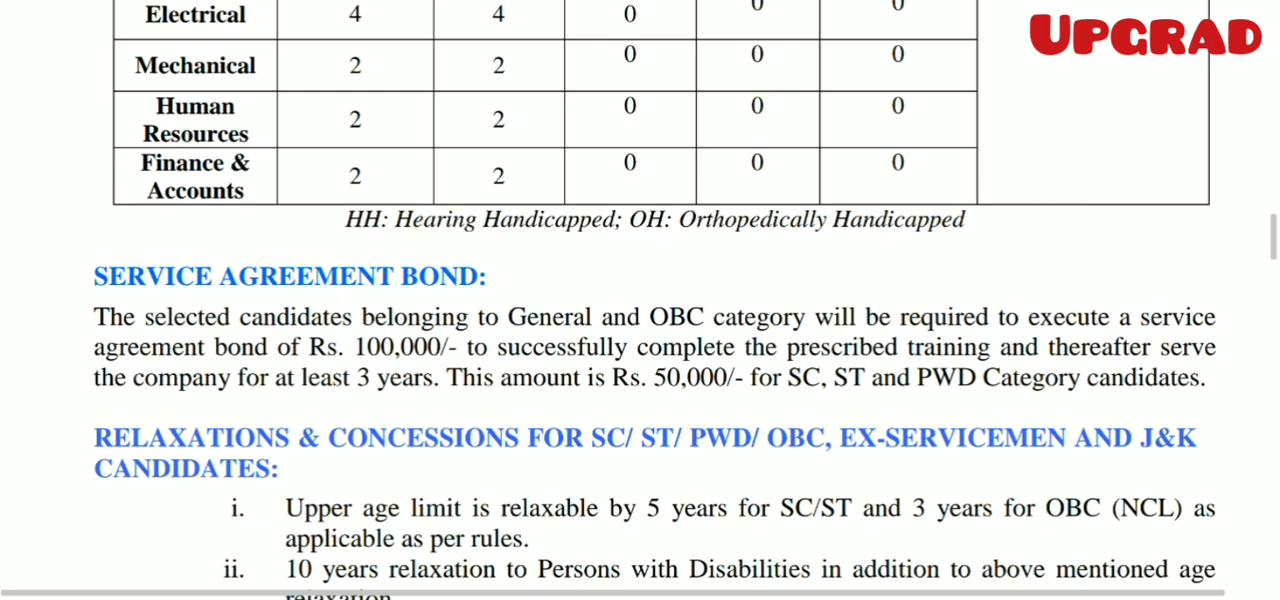 UPGRAD
Electrical 4 4 0 0 0
Mechanical 2 2 0 0 0
Human
Resources 2 2 0 0 0
Finance &
Accounts 2 2 0 0 0
HH: Hearing Handicapped; OH: Orthopedically Handicapped
SERVICE AGREEMENT BOND:
The selected candidates belonging to General and OBC category will be required to execute a service
agreement bond of Rs. 100,000/- to successfully complete the prescribed training and thereafter serve
the company for at least 3 years. This amount is Rs. 50,000/- for SC, ST and PWD Category candidates.
RELAXATIONS & CONCESSIONS FOR SC/ ST/ PWD/ OBC, EX-SERVICEMEN AND J&K
CANDIDATES:
i. Upper age limit is relaxable by 5 years for SC/ST and 3 years for OBC (NCL) as
applicable as per rules.
ii. 10 years relaxation to Persons with Disabilities in addition to above mentioned age
relaxation